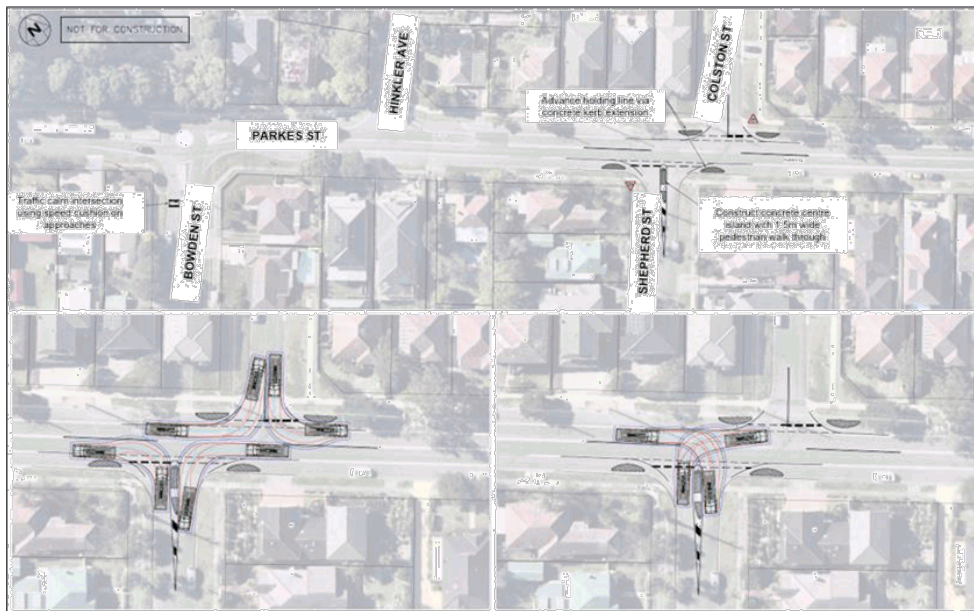 NOT FOR CONSTRUCTION
HINKLER AVE
COLSTON ST
Advance holding line via
concrete kerb extension
PARKES ST
Traffic calm intersection
using speed cushion on
approaches
BOWDEN ST
SHEPHERD ST
Construct concrete centre
island with 1.5m wide
pedestrian walk through